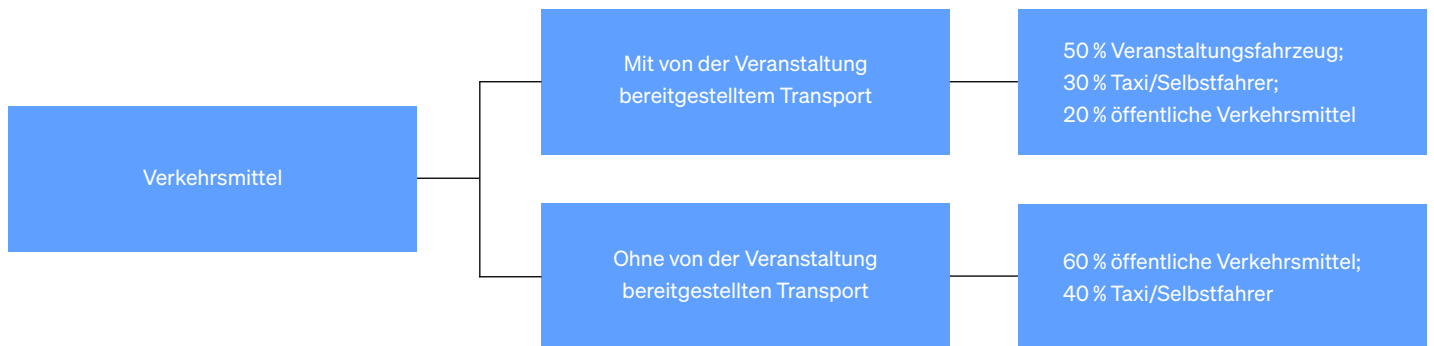 Verkehrsmittel
Mit von der Veranstaltung
bereitgestelltem Transport
50 % Veranstaltungsfahrzeug;
30 % Taxi/Selbstfahrer;
20 % öffentliche Verkehrsmittel
Ohne von der Veranstaltung
bereitgestellten Transport
60 % öffentliche Verkehrsmittel;
40 % Taxi/Selbstfahrer